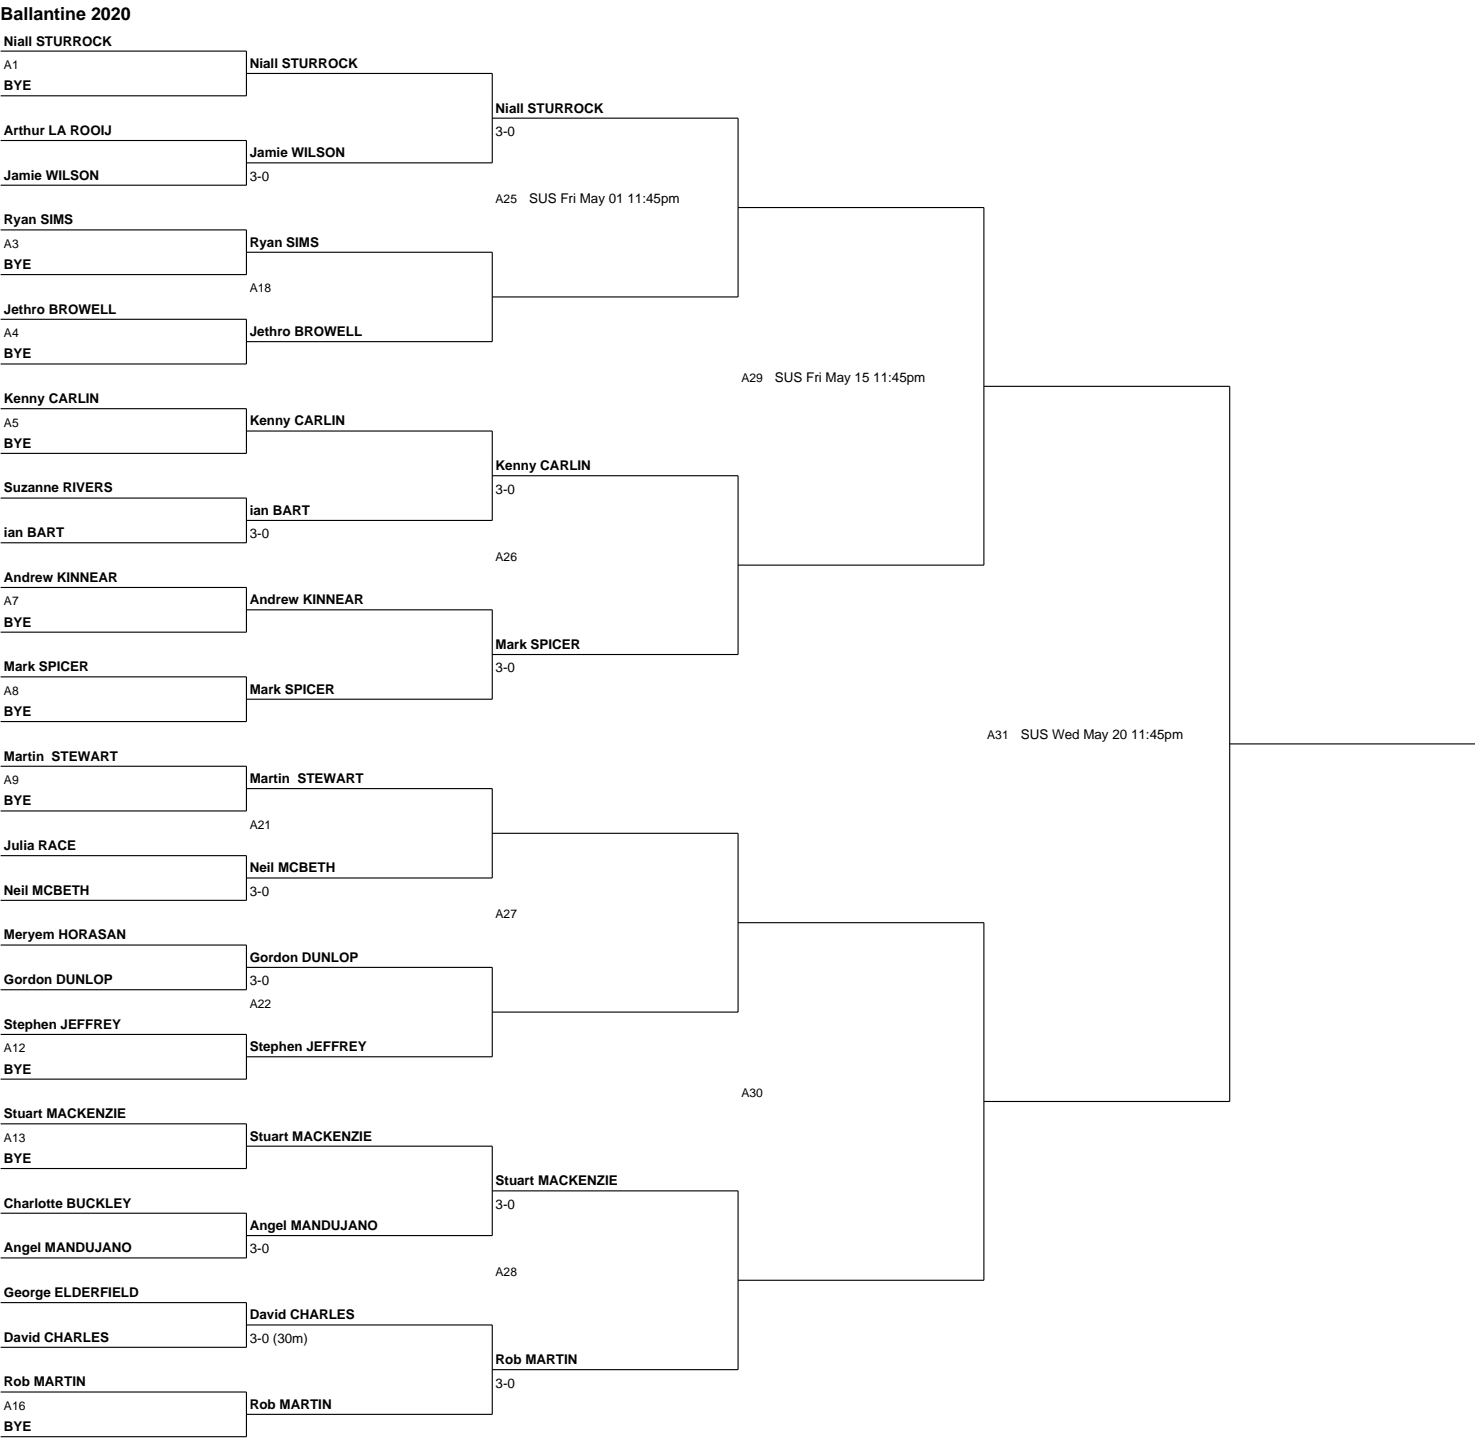 Ballantine 2020
Niall STURROCK
A1
BYE
Niall STURROCK
Niall STURROCK
3-0
Arthur LA ROOIJ
Jamie WILSON
Jamie WILSON
3-0
A25 SUS Fri May 01 11:45pm
Ryan SIMS
A3
BYE
Ryan SIMS
A18
Jethro BROWELL
A4
BYE
Jethro BROWELL
A29 SUS Fri May 15 11:45pm
Kenny CARLIN
A5
BYE
Kenny CARLIN
Kenny CARLIN
3-0
Suzanne RIVERS
ian BART
ian BART
3-0
A26
Andrew KINNEAR
A7
BYE
Andrew KINNEAR
Mark SPICER
3-0
Mark SPICER
A8
BYE
Mark SPICER
A31 SUS Wed May 20 11:45pm
Martin  STEWART
A9
BYE
Martin  STEWART
A21
Julia RACE
Neil MCBETH
Neil MCBETH
3-0
A27
Meryem HORASAN
Gordon DUNLOP
Gordon DUNLOP
3-0
A22
Stephen JEFFREY
A12
BYE
Stephen JEFFREY
A30
Stuart MACKENZIE
A13
BYE
Stuart MACKENZIE
Stuart MACKENZIE
3-0
Charlotte BUCKLEY
Angel MANDUJANO
Angel MANDUJANO
3-0
A28
George ELDERFIELD
David CHARLES
David CHARLES
3-0 (30m)
Rob MARTIN
3-0
Rob MARTIN
A16
BYE
Rob MARTIN